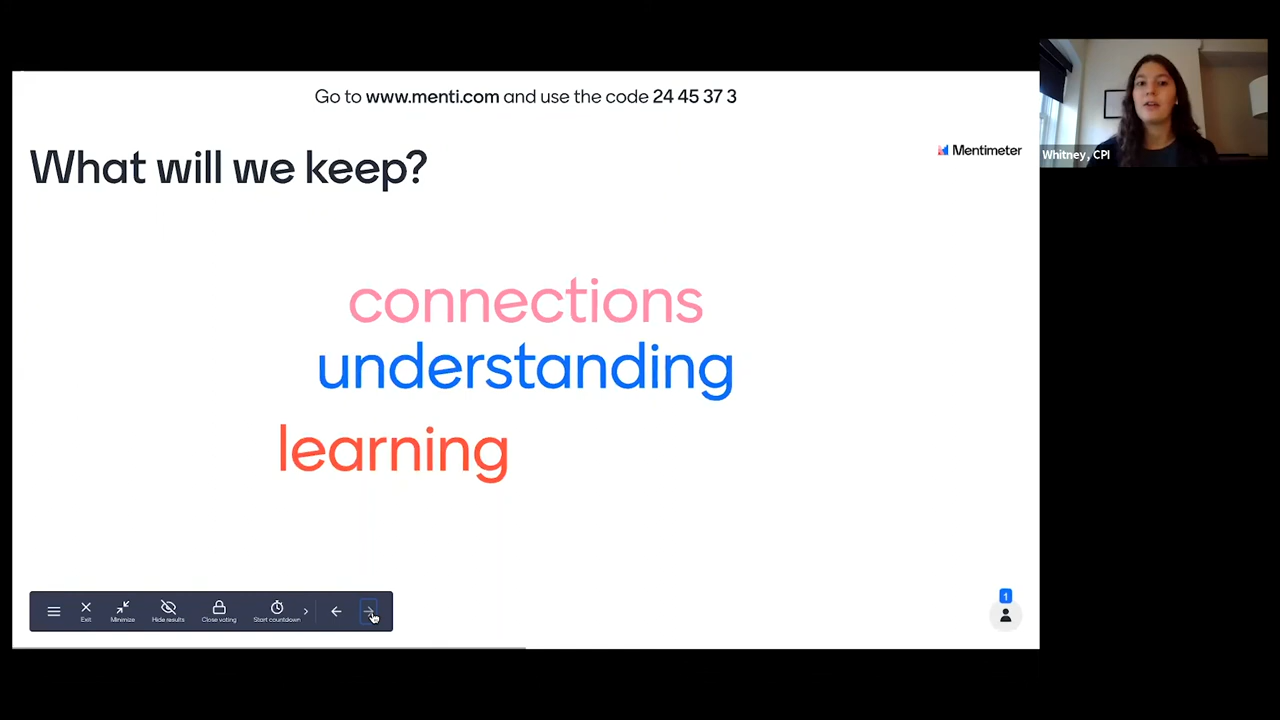 Go to www.menti.com and use the code 24 45 37 3
Mentimeter
What will we keep?
Whitney, CPI
connections
understanding
learning
Exit
Minimize
Hide results
Close voting
Start countdown
1